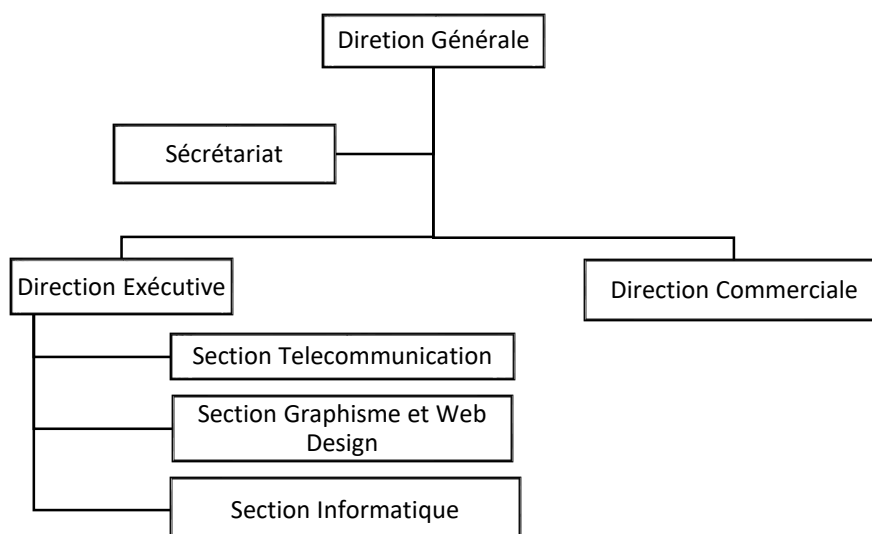 Diretion Générale
Sécrétariat
Direction Exécutive
Direction Commerciale
Section Telecommunication
Section Graphisme et Web
Design
Section Informatique